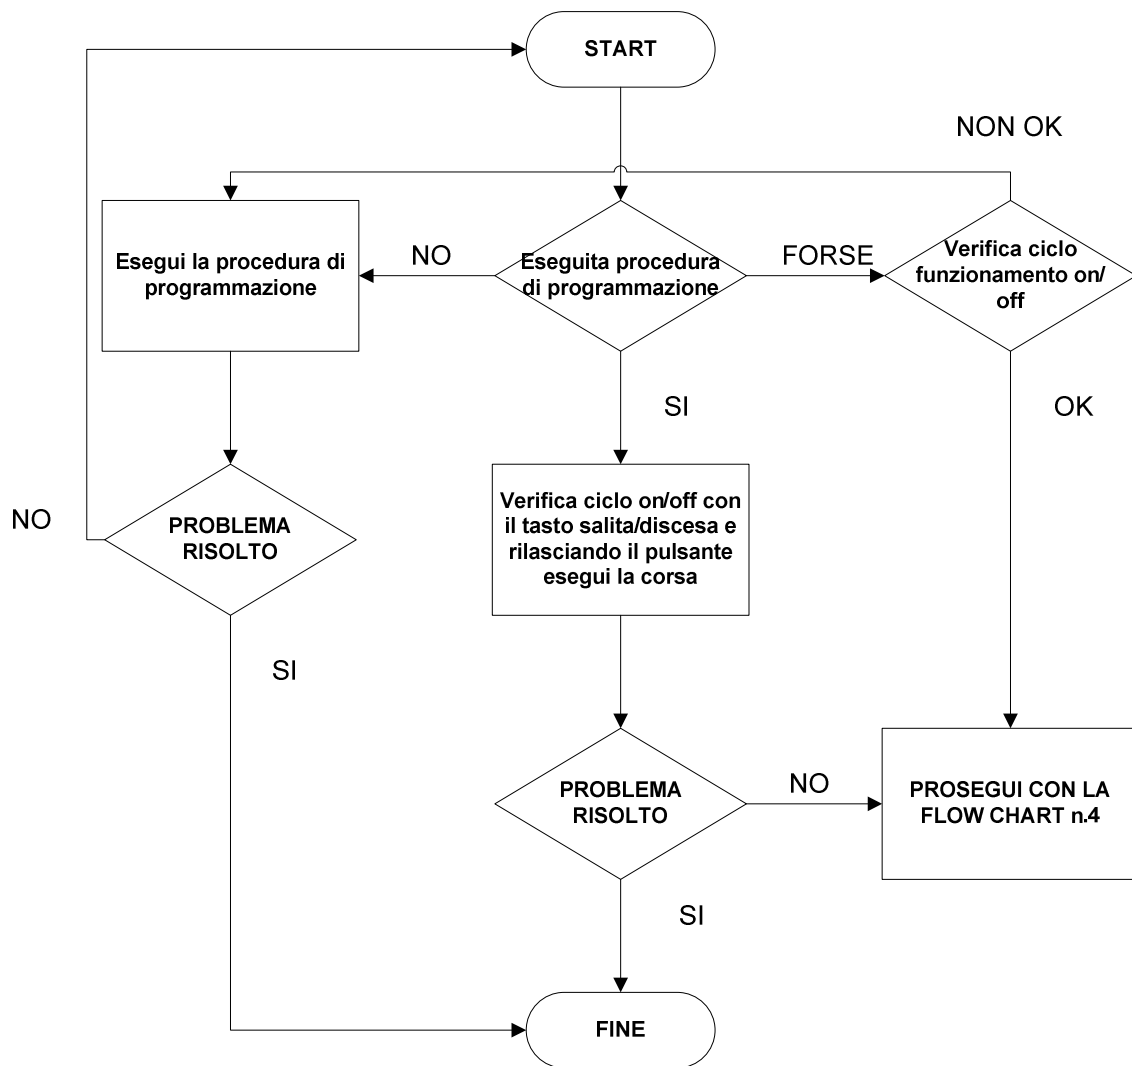 START
NON OK
Esegui la procedura di
programmazione
NO
Eseguita procedura
di programmazione
FORSE
Verifica ciclo
funzionamento on/
off
SI
OK
NO
PROBLEMA
RISOLTO
Verifica ciclo on/off con
il tasto salita/discesa e
rilasciando il pulsante
esegui la corsa
SI
PROBLEMA
RISOLTO
NO
PROSEGUI CON LA
FLOW CHART n.4
SI
FINE